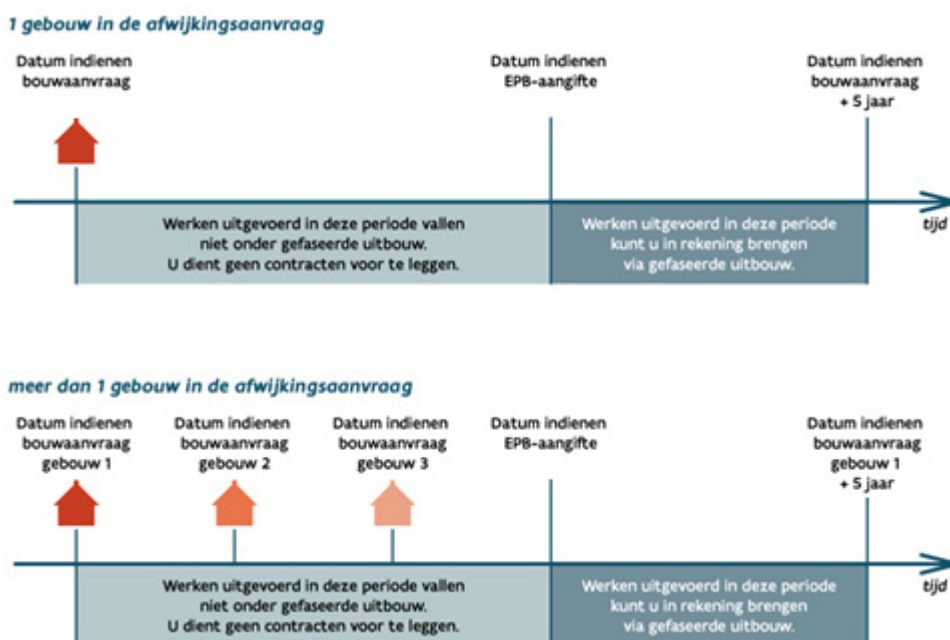 1 gebouw in de afwijkingsaanvraag
Datum indienen
bouwaanvraag
Datum indienen
EPB-aangifte
Datum indienen
bouwaanvraag
+ 5 jaar
Werken uitgevoerd in deze periode vallen
niet onder gefaseerde uitbouw.
U dient geen contracten voor te leggen.
Werken uitgevoerd in deze periode
kunt u in rekening brengen
via gefaseerde uitbouw.
tijd
meer dan 1 gebouw in de afwijkingsaanvraag
Datum indienen
bouwaanvraag
gebouw 1
Datum indienen
bouwaanvraag
gebouw 2
Datum indienen
bouwaanvraag
gebouw 3
Datum indienen
EPB-aangifte
Datum indienen
bouwaanvraag
gebouw 1
+ 5 jaar
Werken uitgevoerd in deze periode vallen
niet onder gefaseerde uitbouw.
U dient geen contracten voor te leggen.
Werken uitgevoerd in deze periode
kunt u in rekening brengen
via gefaseerde uitbouw.
tijd